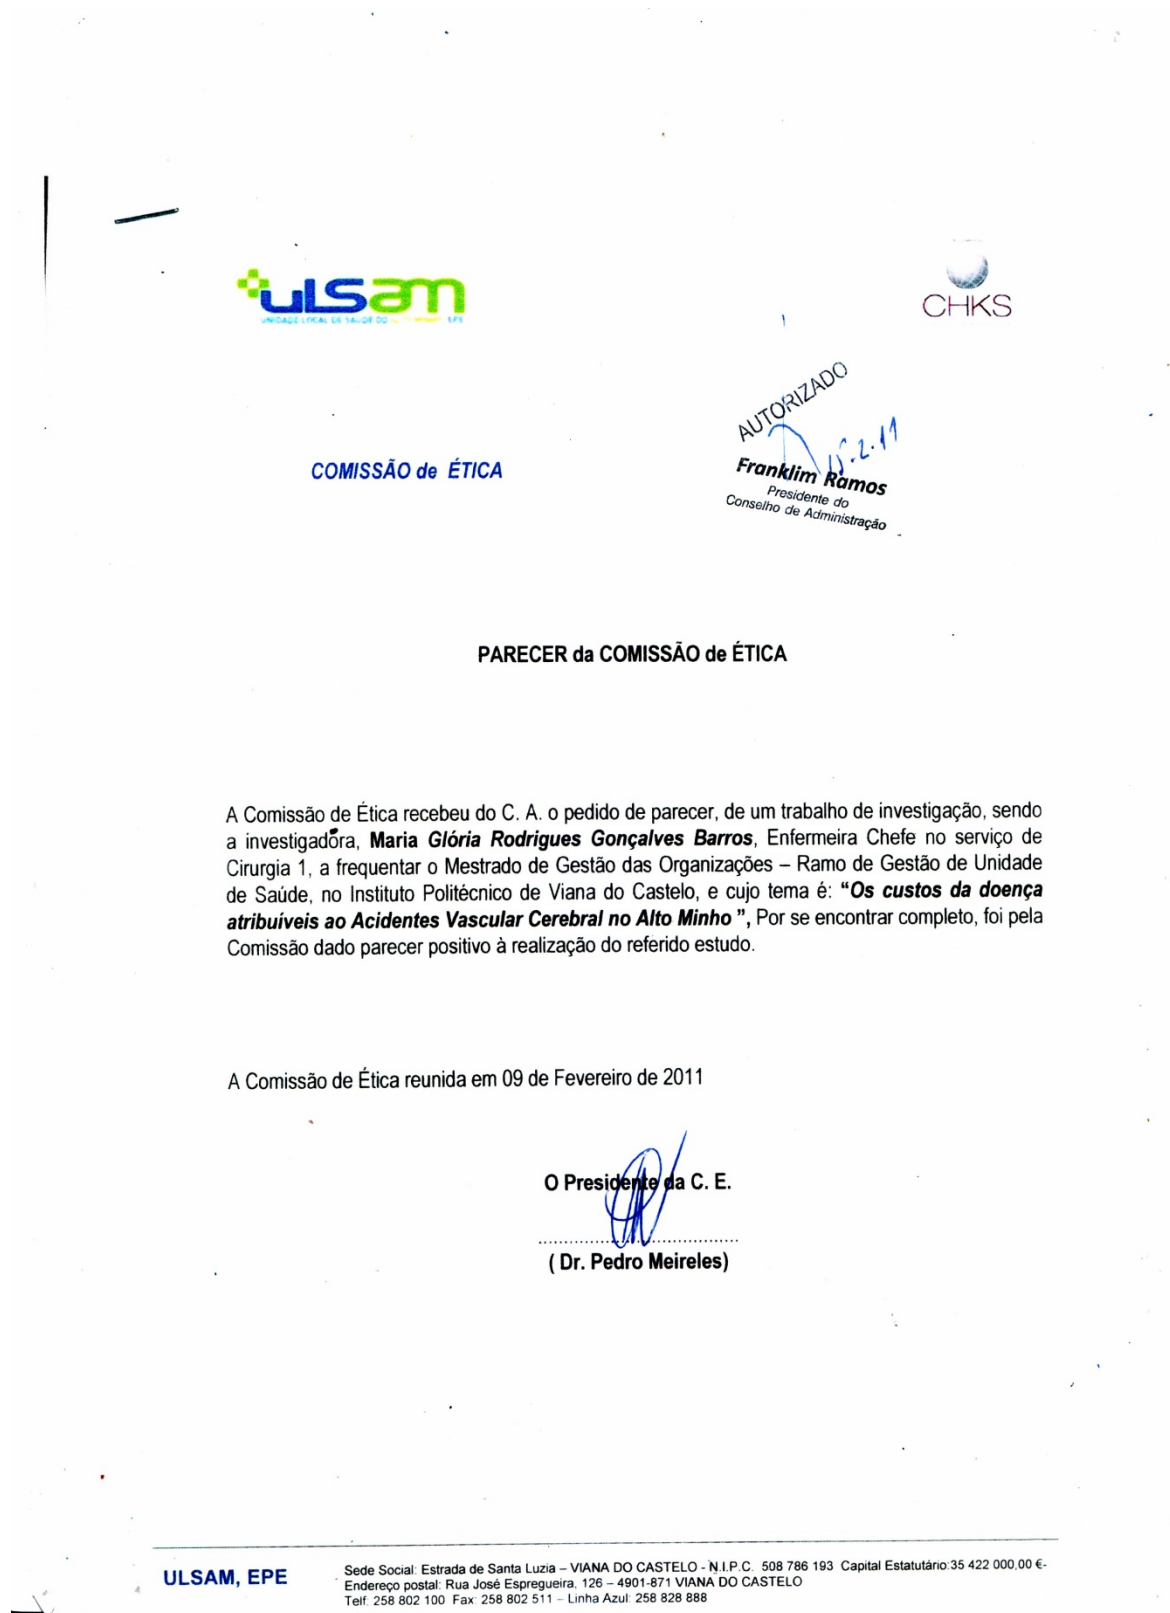 ulsam
UNIDADE LOCAL DE SAÚDE DO ALTO MINHO, EPE
CHKS
AUTORIZADO
15.2.11
Franklim Ramos
Presidente do
Conselho de Administração
COMISSÃO de ÉTICA
PARECER da COMISSÃO de ÉTICA
A Comissão de Ética recebeu do C. A. o pedido de parecer, de um trabalho de investigação, sendo
a investigadora, Maria Glória Rodrigues Gonçalves Barros, Enfermeira Chefe no serviço de
Cirurgia 1, a frequentar o Mestrado de Gestão das Organizações – Ramo de Gestão de Unidade
de Saúde, no Instituto Politécnico de Viana do Castelo, e cujo tema é: “Os custos da doença
atribuíveis ao Acidentes Vascular Cerebral no Alto Minho ”, Por se encontrar completo, foi pela
Comissão dado parecer positivo à realização do referido estudo.
A Comissão de Ética reunida em 09 de Fevereiro de 2011
O Presidente da C. E.
( Dr. Pedro Meireles)
ULSAM, EPE
Sede Social: Estrada de Santa Luzia – VIANA DO CASTELO - N.I.P.C. 508 786 193 Capital Estatutário:35 422 000,00 €-
Endereço postal: Rua José Espregueira, 126 – 4901-871 VIANA DO CASTELO
Telf. 258 802 100 Fax: 258 802 511 – Linha Azul: 258 828 888